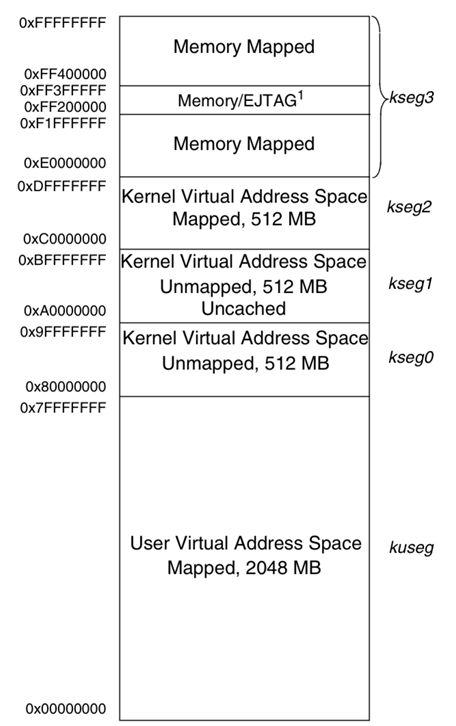 0xFFFFFFFF
Memory Mapped
0xFF400000
0xFF3FFFFF
Memory/EJTAG1
0xFF200000
0xF1FFFFFF
Memory Mapped
0xE0000000
kseg3
0xDFFFFFFF
Kernel Virtual Address Space
Mapped, 512 MB
kseg2
0xC0000000
0xBFFFFFFF
Kernel Virtual Address Space
Unmapped, 512 MB
Uncached
kseg1
0xA0000000
0x9FFFFFFF
Kernel Virtual Address Space
Unmapped, 512 MB
kseg0
0x80000000
0x7FFFFFFF
User Virtual Address Space
Mapped, 2048 MB
kuseg
0x00000000